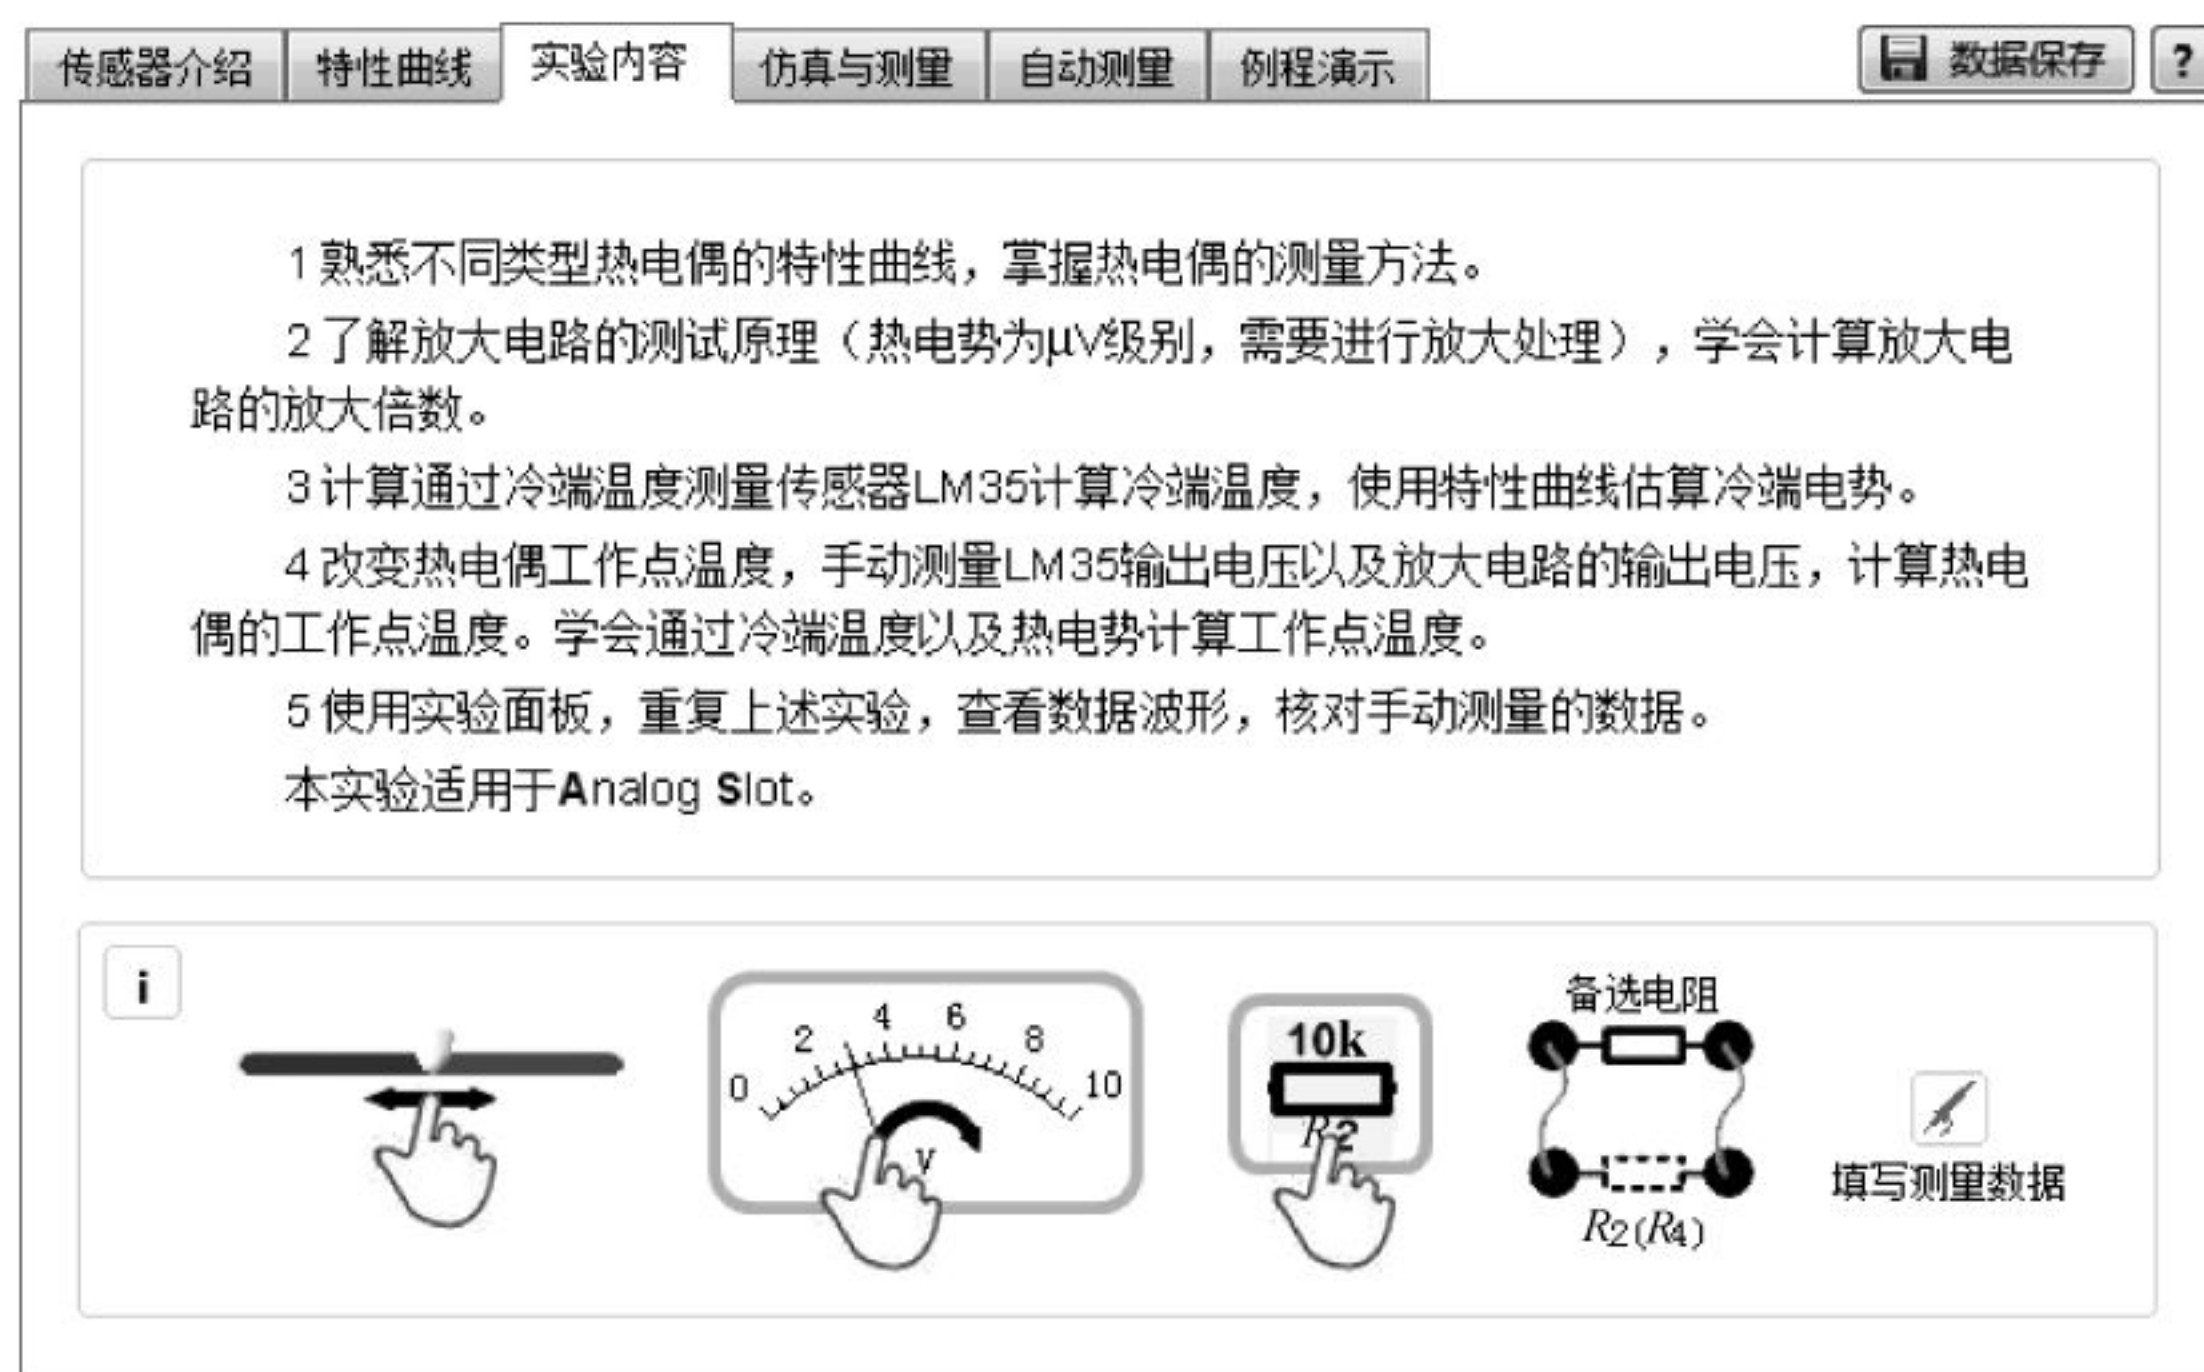 传感器介绍 特性曲线 实验内容 仿真与测量 自动测量 例程演示 数据保存 ?
1 熟悉不同类型热电偶的特性曲线，掌握热电偶的测量方法。
2 了解放大电路的测试原理（热电势为μV级别，需要进行放大处理），学会计算放大电
路的放大倍数。
3 计算通过冷端温度测量传感器LM35计算冷端温度，使用特性曲线估算冷端电势。
4 改变热电偶工作点温度，手动测量LM35输出电压以及放大电路的输出电压，计算热电
偶的工作点温度。学会通过冷端温度以及热电势计算工作点温度。
5 使用实验面板，重复上述实验，查看数据波形，核对手动测量的数据。
本实验适用于Analog Slot。
i
0 2 4 6 8 10
V
10k
R2
备选电阻
R2(R4)
填写测量数据